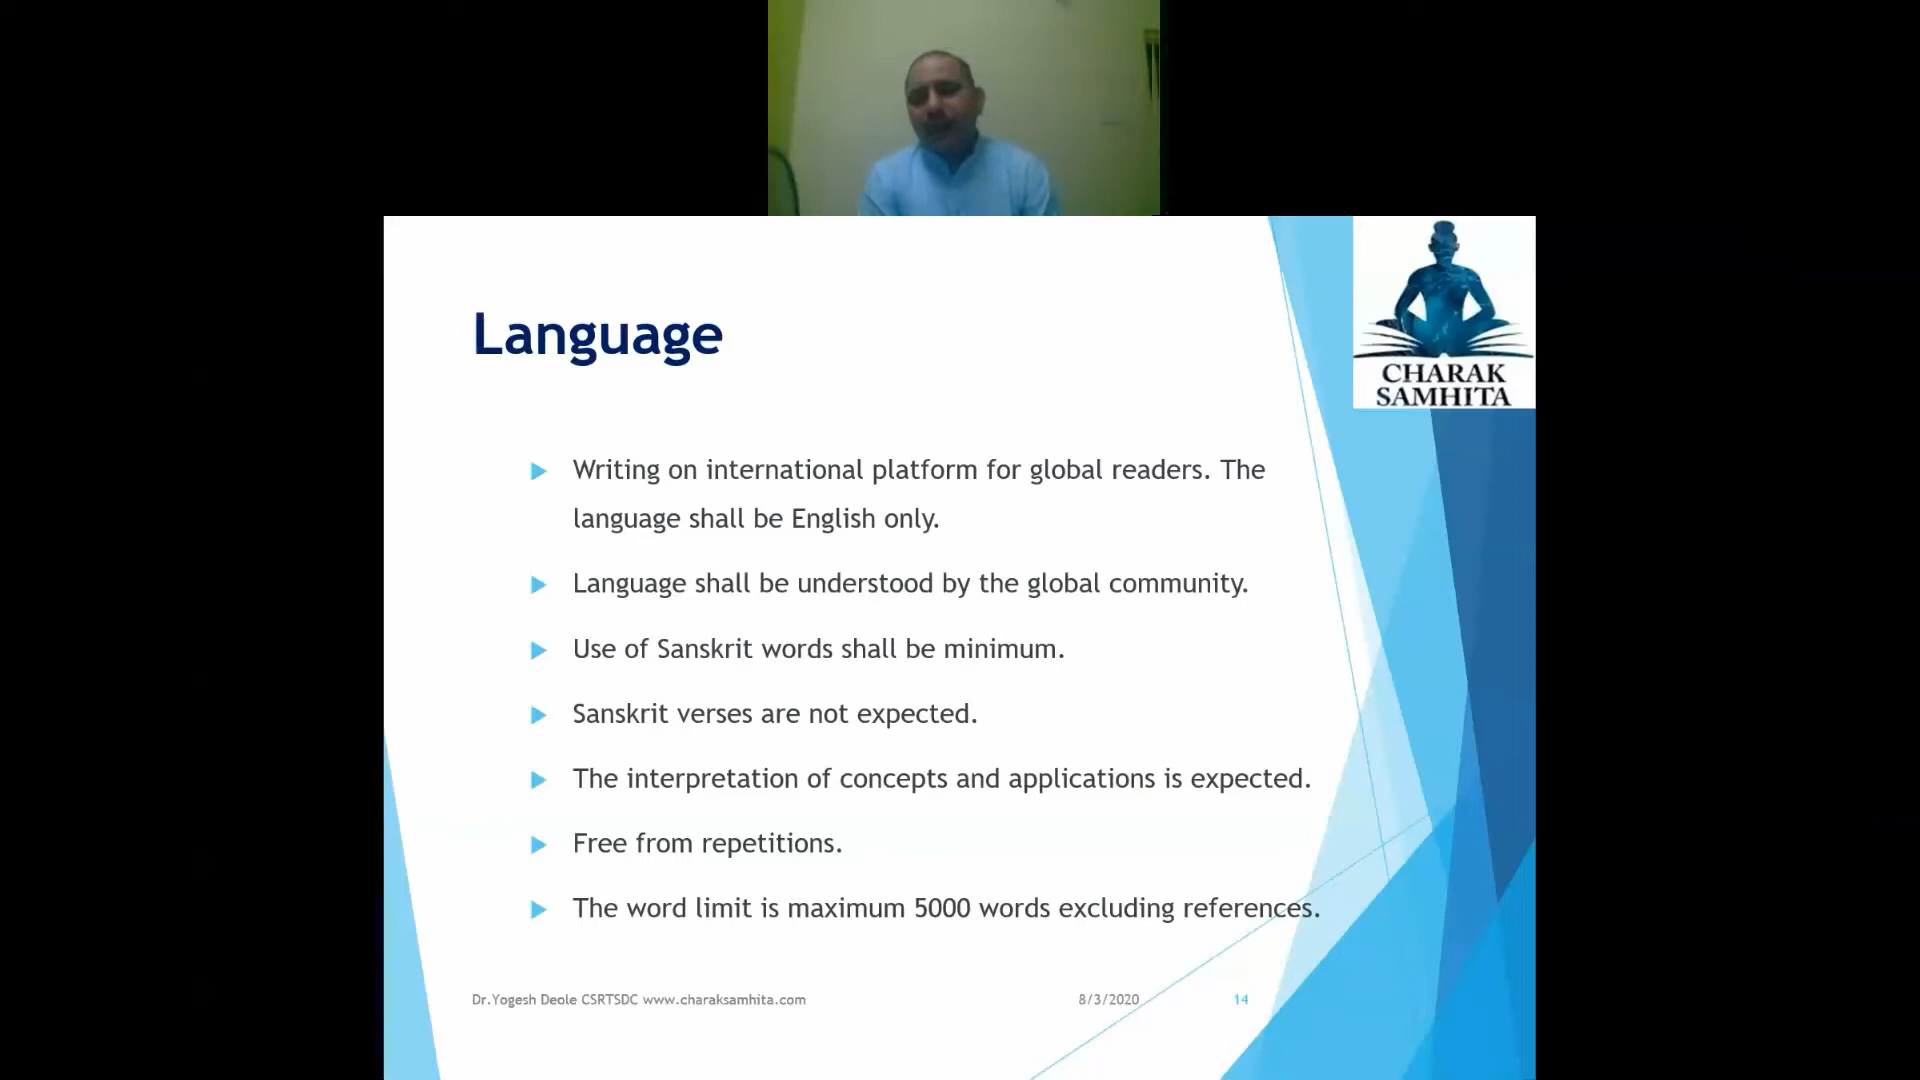 CHARAK
SAMHITA
Language
Writing on international platform for global readers. The
language shall be English only.
Language shall be understood by the global community.
Use of Sanskrit words shall be minimum.
Sanskrit verses are not expected.
The interpretation of concepts and applications is expected.
Free from repetitions.
The word limit is maximum 5000 words excluding references.
Dr.Yogesh Deole CSRTSDC www.charaksamhita.com 8/3/2020 14